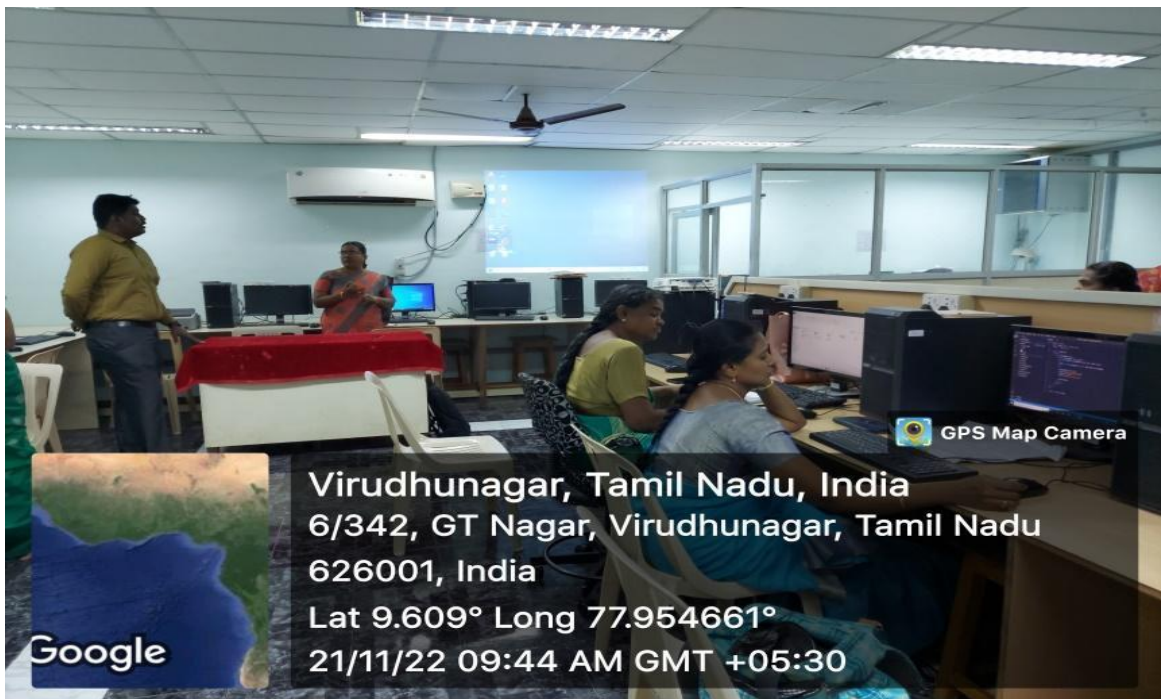 GPS Map Camera
Virudhunagar, Tamil Nadu, India
6/342, GT Nagar, Virudhunagar, Tamil Nadu
626001, India
Lat 9.609° Long 77.954661°
21/11/22 09:44 AM GMT +05:30
Google